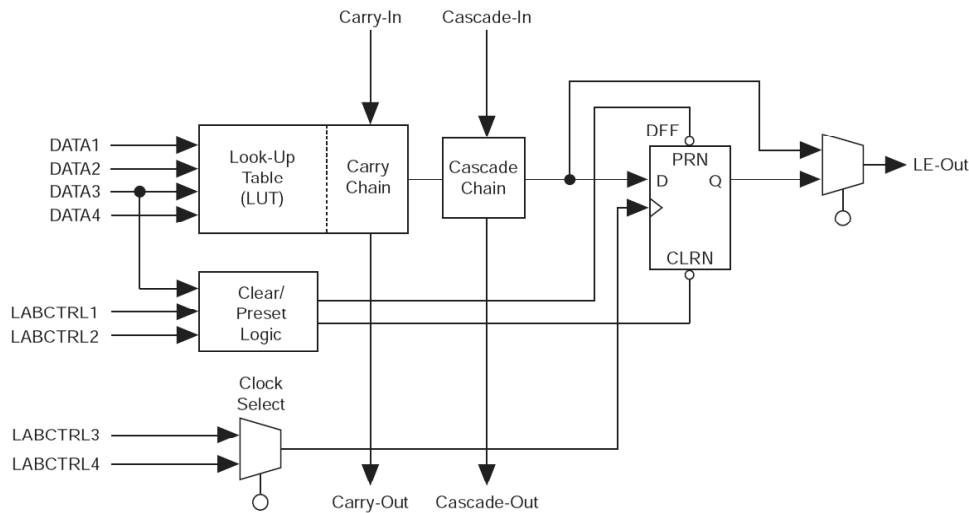 Carry-In
Cascade-In
DATA1
DATA2
DATA3
DATA4
Look-Up
Table
(LUT)
Carry
Chain
Cascade
Chain
DFF
PRN
D
Q
CLRN
LE-Out
LABCTRL1
LABCTRL2
Clear/
Preset
Logic
Clock
Select
LABCTRL3
LABCTRL4
Carry-Out
Cascade-Out